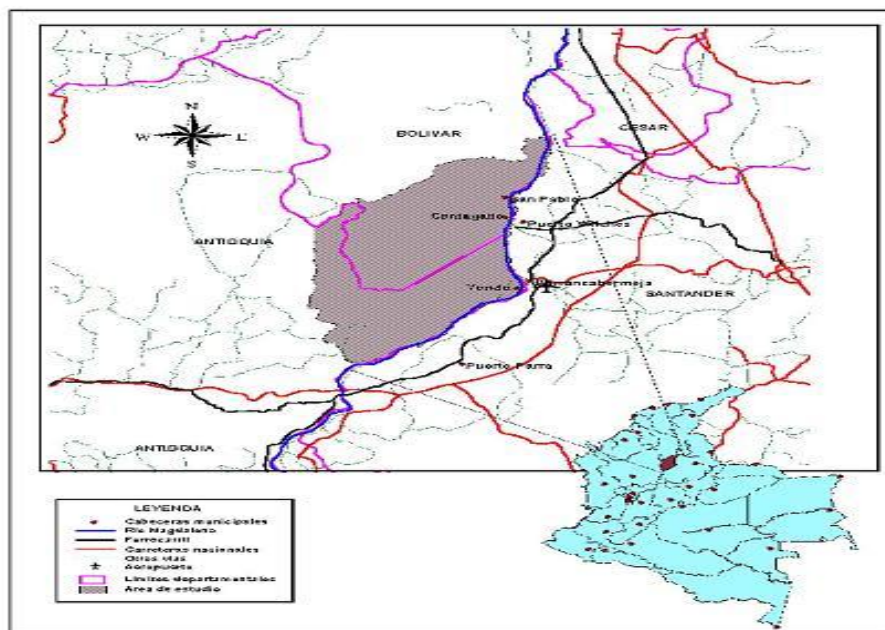 N
W E
S
BOLIVAR
CESAR
San Pablo
Cantagallo
Puerto Wilches
ANTIOQUIA
Yondó
Barrancabermeja
SANTANDER
Puerto Parra
ANTIOQUIA
LEYENDA
Cabeceras municipales
Río Magdalena
Ferrocarril
Carreteras nacionales
Otras vías
Aeropuerto
Límites departamentales
Area de estudio